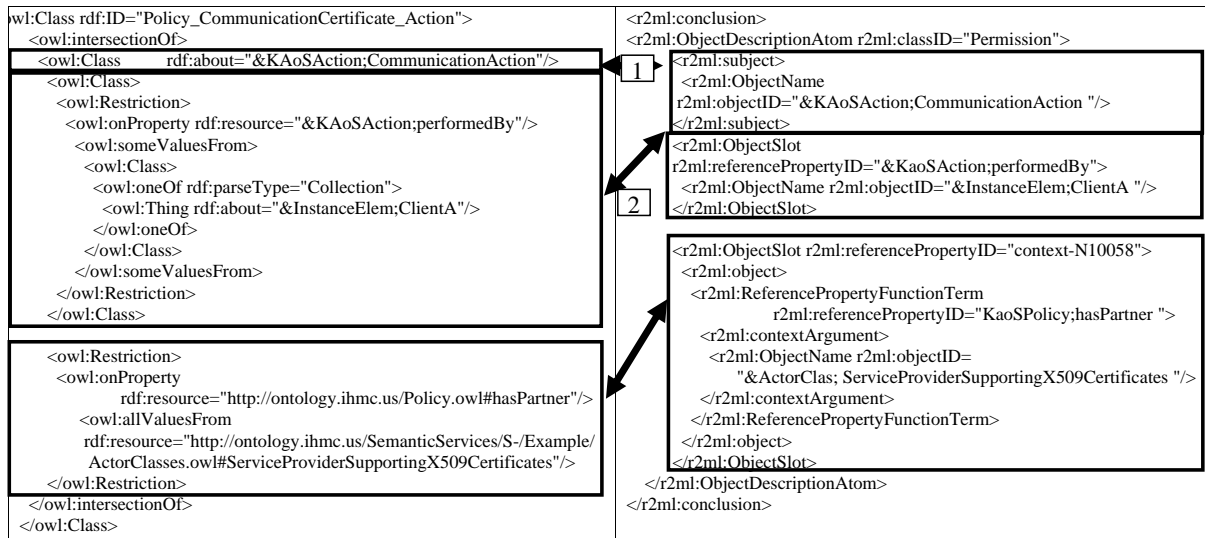 owl:Class rdf:ID="Policy_CommunicationCertificate_Action">
<owl:intersectionOf>
<owl:Class rdf:about="&KAoSAction;CommunicationAction"/>
<owl:Class>
<owl:Restriction>
<owl:onProperty rdf:resource="&KAoSAction;performedBy"/>
<owl:someValuesFrom>
<owl:Class>
<owl:oneOf rdf:parseType="Collection">
<owl:Thing rdf:about="&InstanceElem;ClientA"/>
</owl:oneOf>
</owl:Class>
</owl:someValuesFrom>
</owl:Restriction>
</owl:Class>
<owl:Restriction>
<owl:onProperty
rdf:resource="http://ontology.ihmc.us/Policy.owl#hasPartner"/>
<owl:allValuesFrom
rdf:resource="http://ontology.ihmc.us/SemanticServices/S-/Example/
ActorClasses.owl#ServiceProviderSupportingX509Certificates"/>
</owl:Restriction>
</owl:intersectionOf>
</owl:Class>
1
2
<r2ml:conclusion>
<r2ml:ObjectDescriptionAtom r2ml:classID="Permission">
<r2ml:subject>
<r2ml:ObjectName
r2ml:objectID="&KAoSAction;CommunicationAction "/>
</r2ml:subject>
<r2ml:ObjectSlot
r2ml:referencePropertyID="&KaoSAction;performedBy">
<r2ml:ObjectName r2ml:objectID="&InstanceElem;ClientA "/>
</r2ml:ObjectSlot>
<r2ml:ObjectSlot r2ml:referencePropertyID="context-N10058">
<r2ml:object>
<r2ml:ReferencePropertyFunctionTerm
r2ml:referencePropertyID="KaoSPolicy;hasPartner ">
<r2ml:contextArgument>
<r2ml:ObjectName r2ml:objectID=
"&ActorClas; ServiceProviderSupportingX509Certificates "/>
</r2ml:contextArgument>
</r2ml:ReferencePropertyFunctionTerm>
</r2ml:object>
</r2ml:ObjectSlot>
</r2ml:ObjectDescriptionAtom>
</r2ml:conclusion>